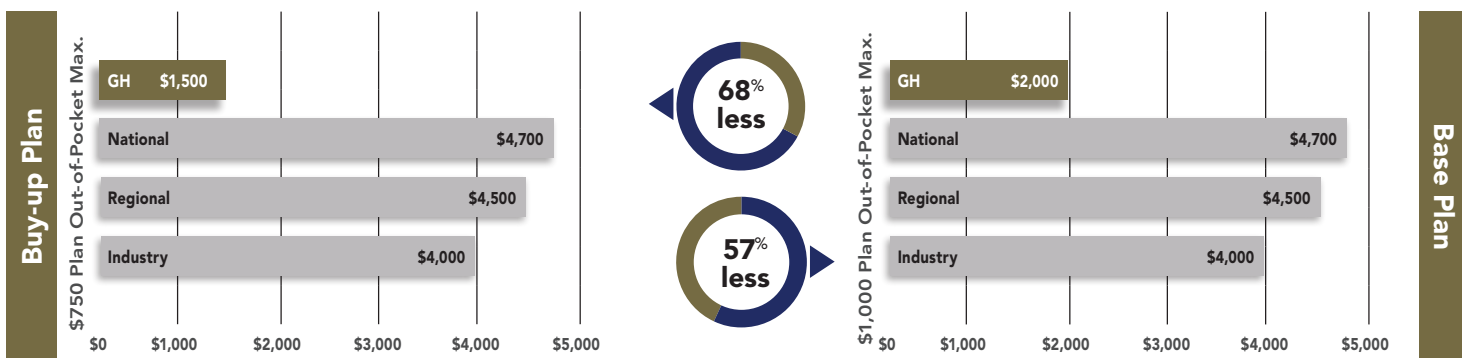 Buy-up Plan
$750 Plan Out-of-Pocket Max.
GH $1,500
National $4,700
Regional $4,500
Industry $4,000
$0 $1,000 $2,000 $3,000 $4,000 $5,000
68%
less
57%
less
$1,000 Plan Out-of-Pocket Max.
GH $2,000
National $4,700
Regional $4,500
Industry $4,000
$0 $1,000 $2,000 $3,000 $4,000 $5,000
Base Plan